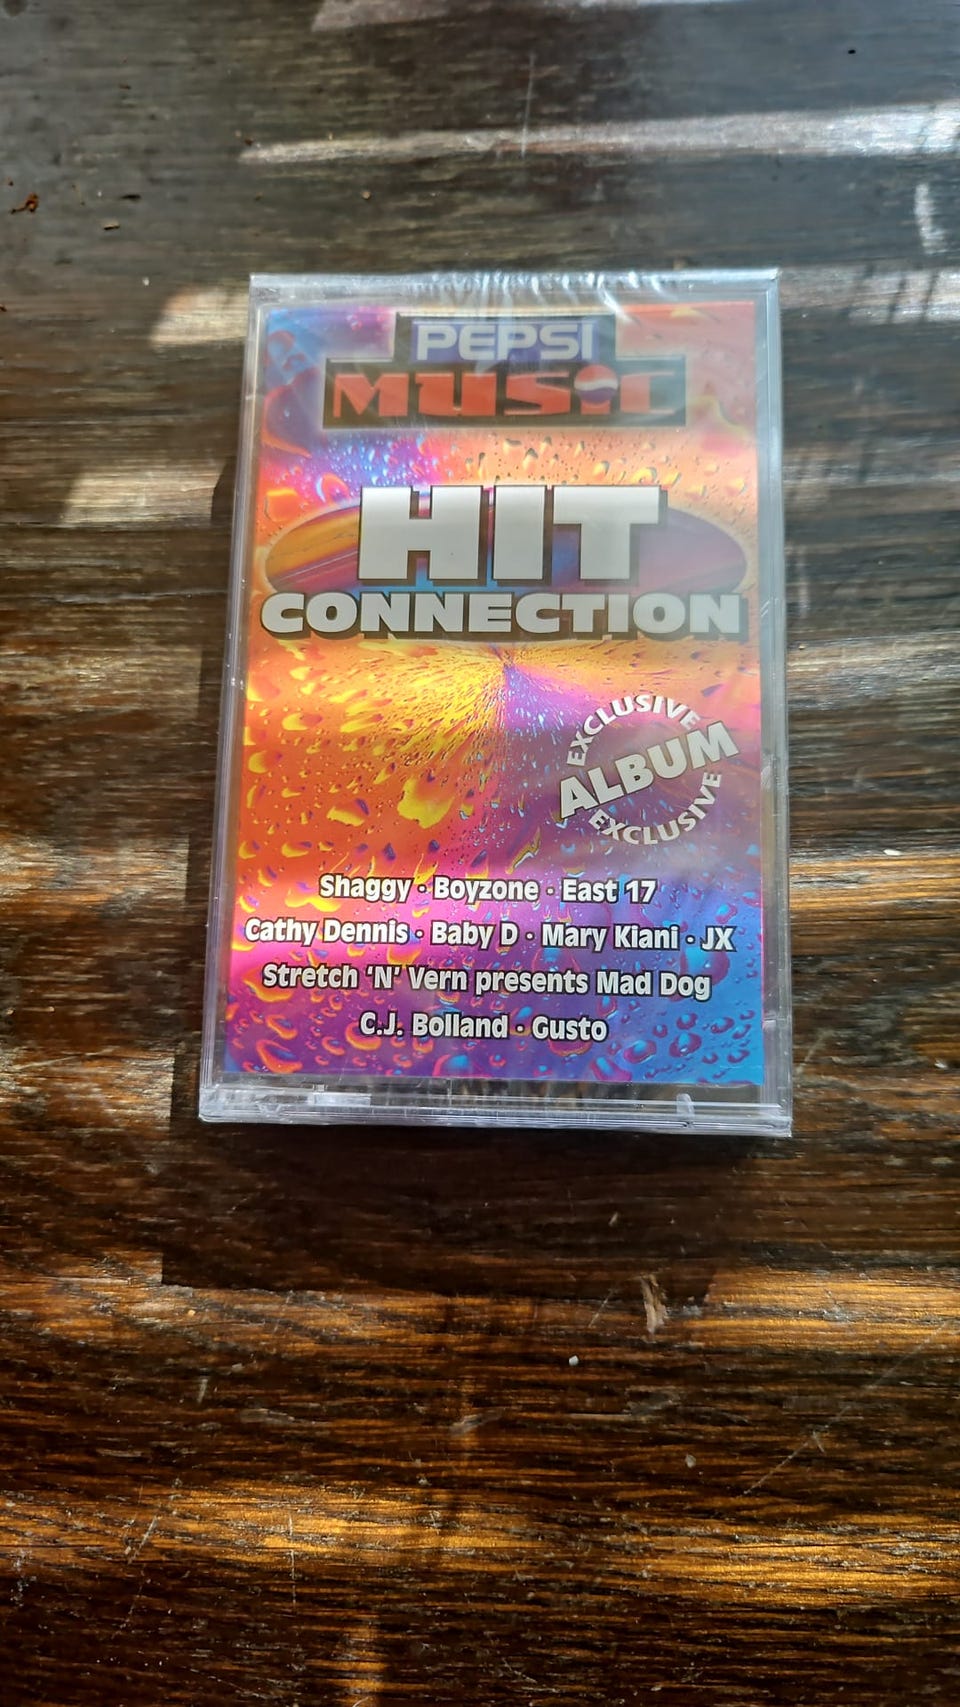 PEPSI
MUSIC
HIT
CONNECTION
EXCLUSIVE
ALBUM
EXCLUSIVE
Shaggy · Boyzone · East 17
Cathy Dennis · Baby D · Mary Kiani · JX
Stretch ‘N’ Vern presents Mad Dog
C.J. Bolland · Gusto